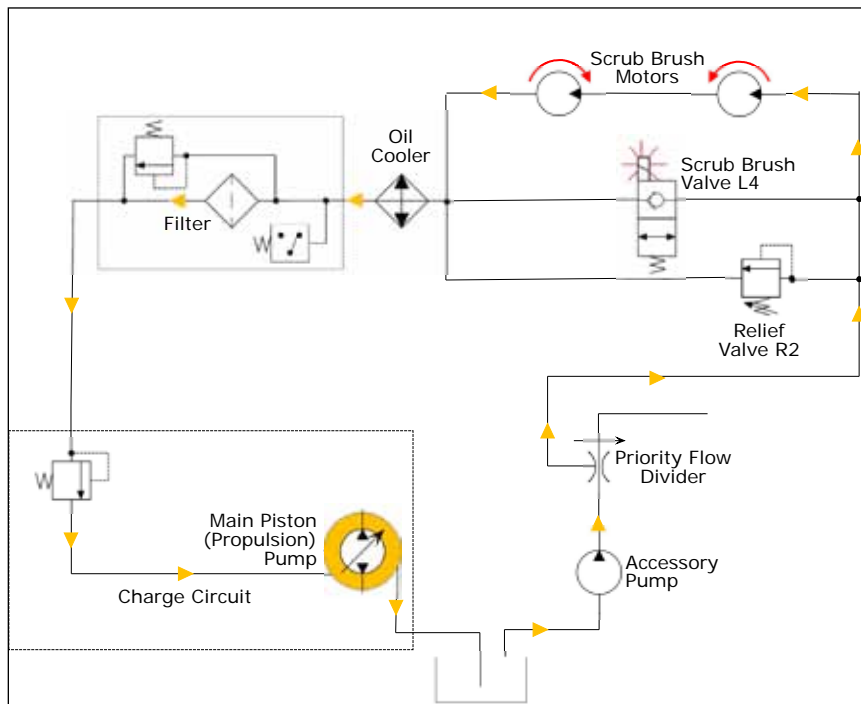 Scrub Brush
Motors
Oil
Cooler
Scrub Brush
Valve L4
Filter
Relief
Valve R2
Priority Flow
Divider
Main Piston
(Propulsion)
Pump
Accessory
Pump
Charge Circuit